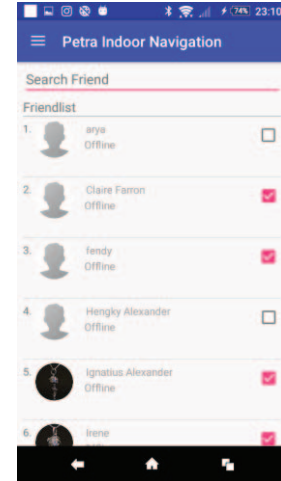 74% 23:10
Petra Indoor Navigation
Search Friend
Friendlist
1. arya
Offline
2. Claire Farron
Offline
3. fendy
Offline
4. Hengky Alexander
Offline
5. Ignatius Alexander
Offline
6. Irene